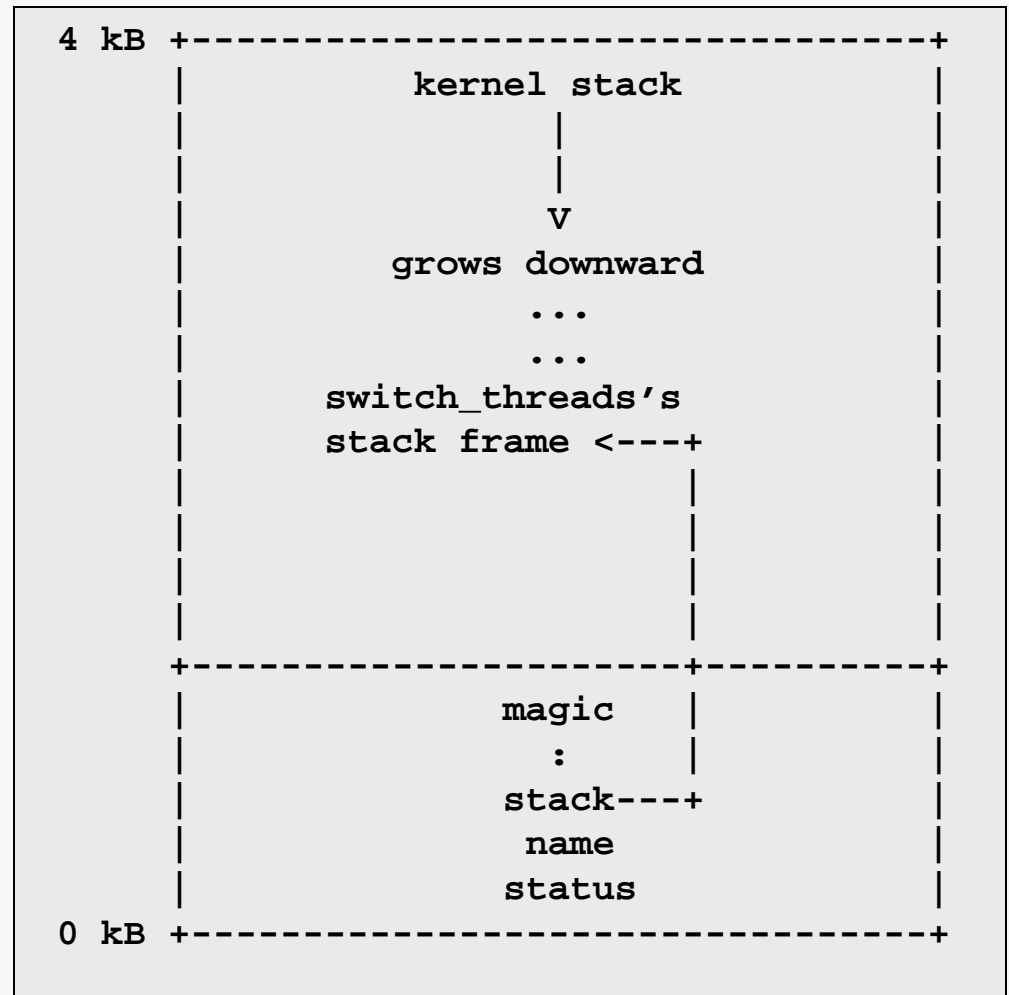 4 kB +---------------------------------+
     |          kernel stack           |
     |                |                |
     |                |                |
     |                V                |
     |         grows downward          |
     |               ...               |
     |               ...               |
     |      switch_threads’s           |
     |      stack frame <---+          |
     |                      |          |
     |                      |          |
     |                      |          |
     |                      |          |
     +----------------------+----------+
     |              magic   |          |
     |                :     |          |
     |              stack---+          |
     |               name              |
     |              status             |
0 kB +---------------------------------+